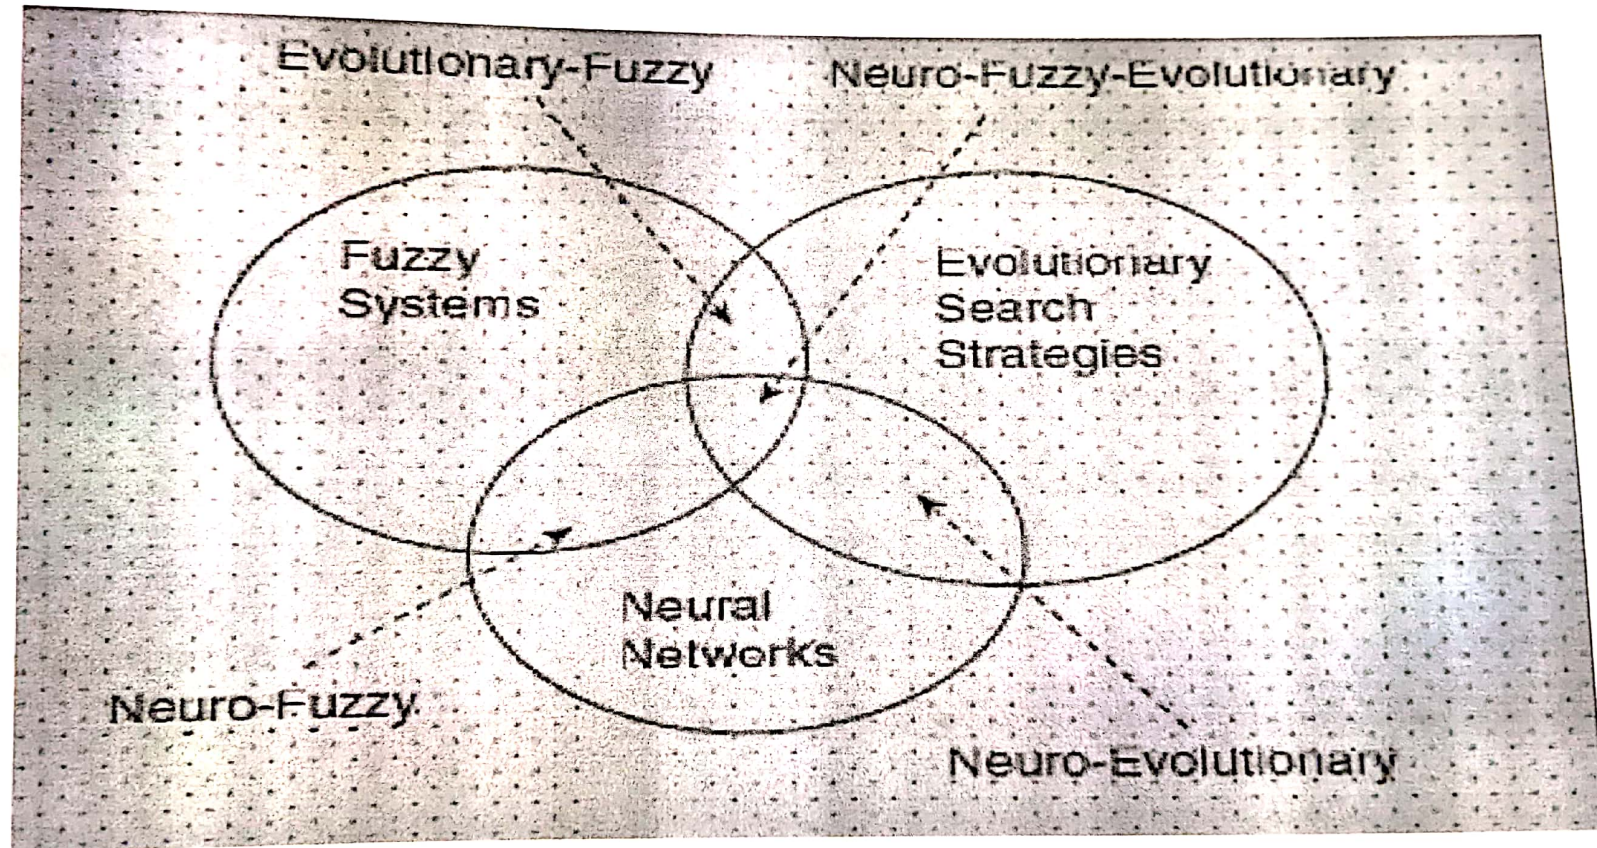 Evolutionary-Fuzzy
Neuro-Fuzzy-Evolutionary
Fuzzy
Systems
Evolutionary
Search
Strategies
Neural
Networks
Neuro-Fuzzy
Neuro-Evolutionary